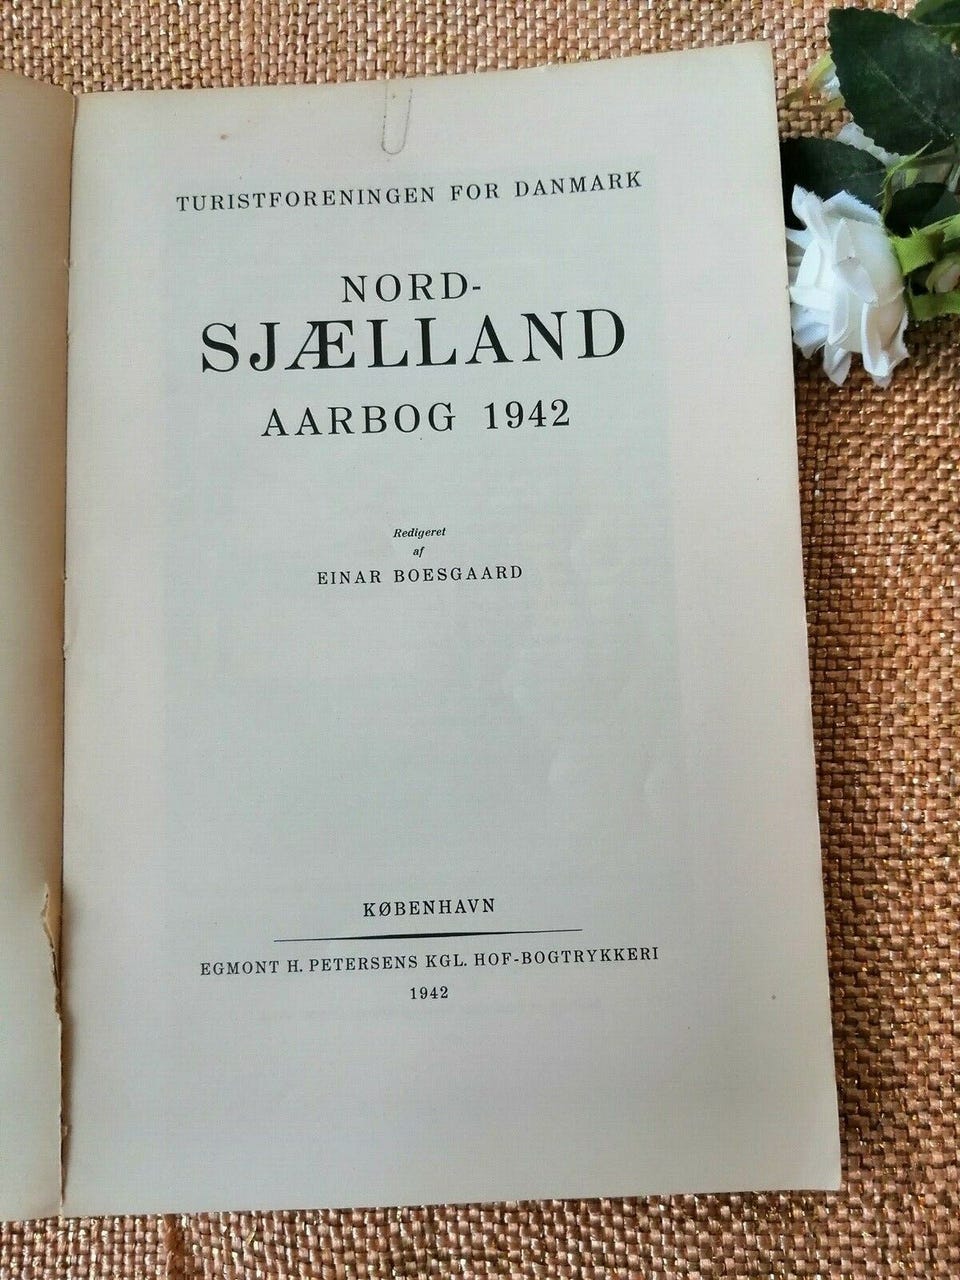 TURISTFORENINGEN FOR DANMARK
NORD-
SJÆLLAND
AARBOG 1942
Redigeret
af
EINAR BOESGAARD
KØBENHAVN
EGMONT H. PETERSENS KGL. HOF-BOGTRYKKERI
1942